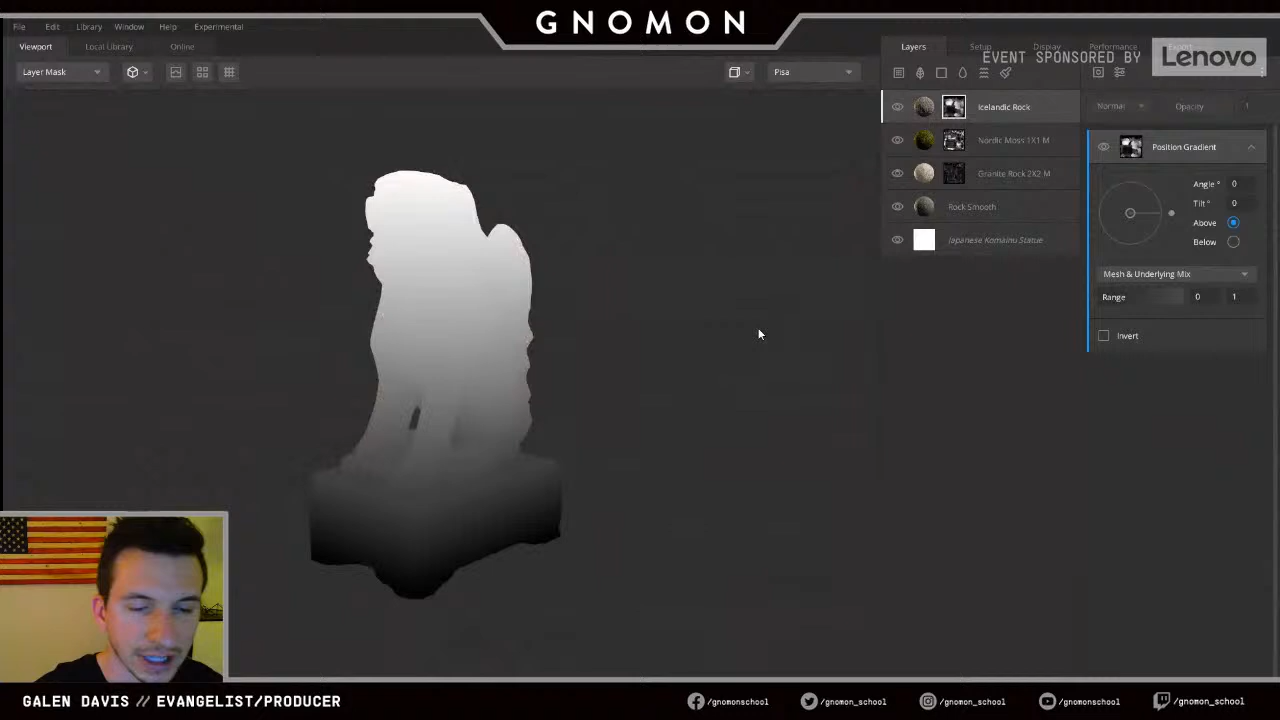 GNOMON
File Edit Library Window Help Experimental
Viewport Local Library Online
Layers Setup Display Performance
EVENT SPONSORED BY Lenovo
Layer Mask
Pisa
Icelandic Rock
Nordic Moss 1X1 M
Granite Rock 2X2 M
Rock Smooth
Japanese Komainu Statue
Normal Opacity 1
Position Gradient
Angle ° 0
Tilt ° 0
Above
Below
Mesh & Underlying Mix
Range 0 1
Invert
GALEN DAVIS // EVANGELIST/PRODUCER
/gnomonschool /gnomon_school /gnomon_school /gnomonschool /gnomon_school